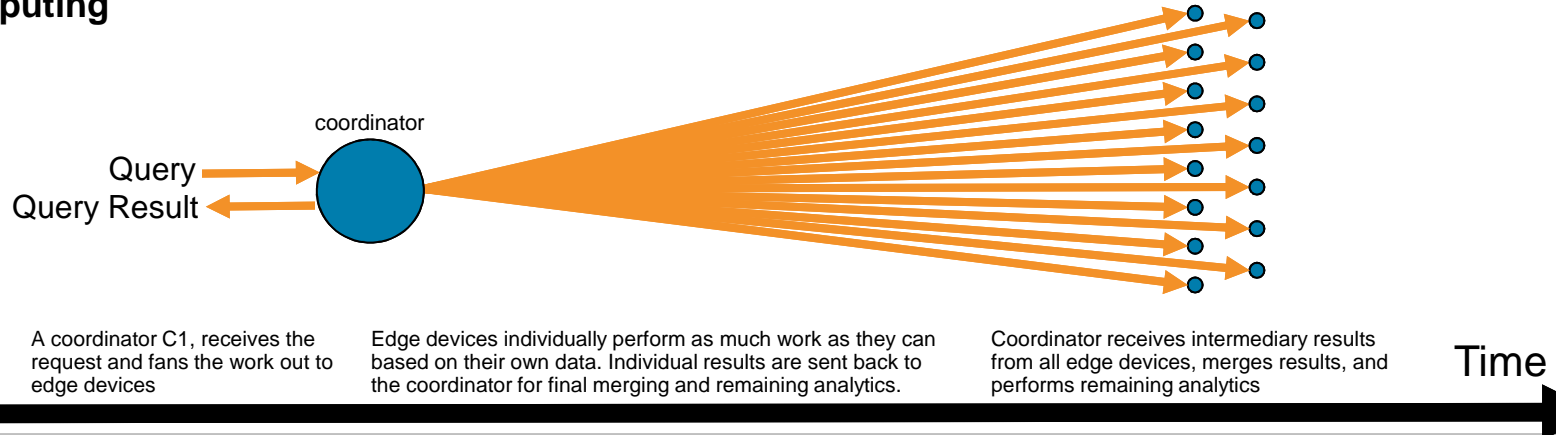 puting
coordinator
Query
Query Result
A coordinator C1, receives the
request and fans the work out to
edge devices
Edge devices individually perform as much work as they can
based on their own data. Individual results are sent back to
the coordinator for final merging and remaining analytics.
Coordinator receives intermediary results
from all edge devices, merges results, and
performs remaining analytics
Time